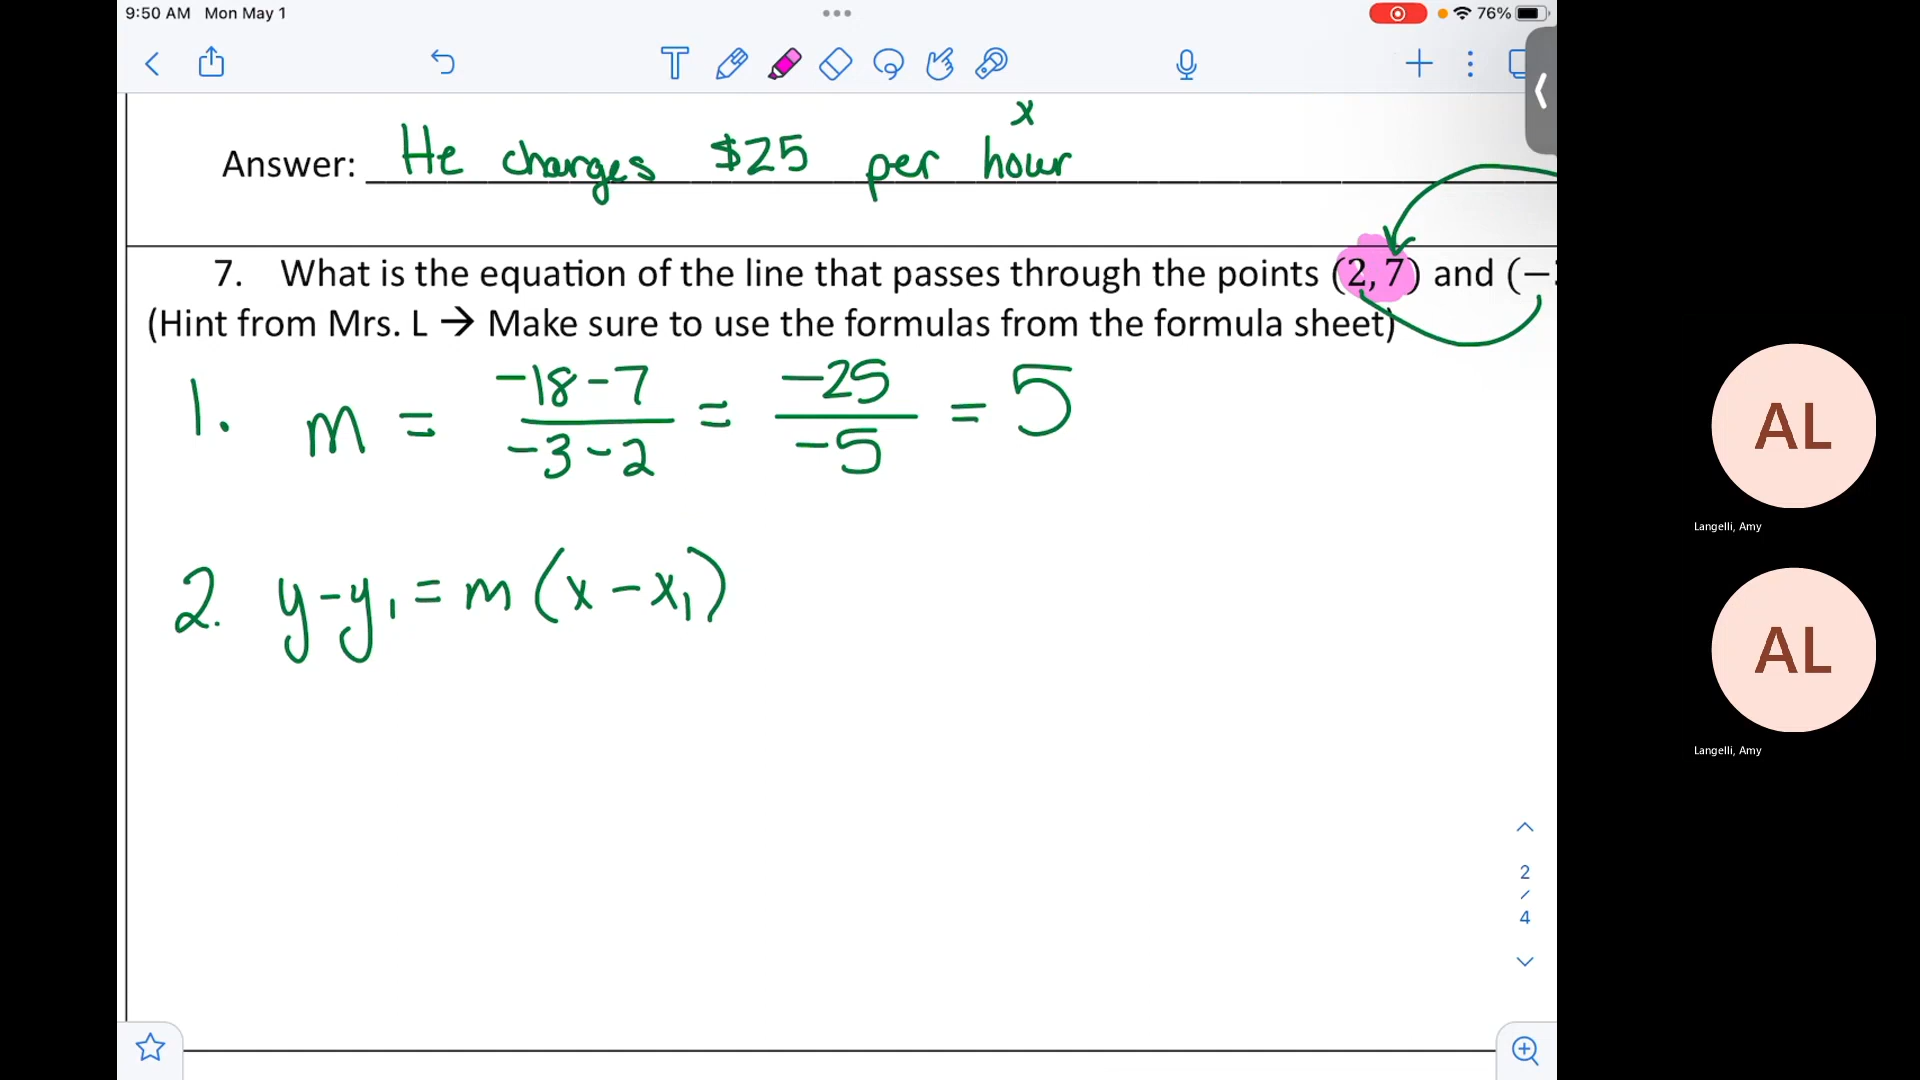 9:50 AM Mon May 1
76%
x
Answer: He charges $25 per hour
7. What is the equation of the line that passes through the points (2, 7) and (−
(Hint from Mrs. L → Make sure to use the formulas from the formula sheet)
1. m = -18-7 / -3-2 = -25 / -5 = 5
2. y-y₁ = m(x-x₁)
2
/
4
AL
Langelli, Amy
AL
Langelli, Amy